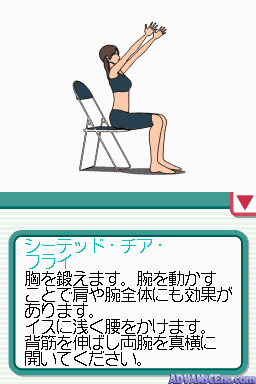 シーテッド・チア・
フライ
胸を鍛えます。腕を動かす
ことで肩や腕全体にも効果が
あります。
イスに浅く腰をかけます。
背筋を伸ばし両腕を真横に
開いてください。
ADVANCEDs.com